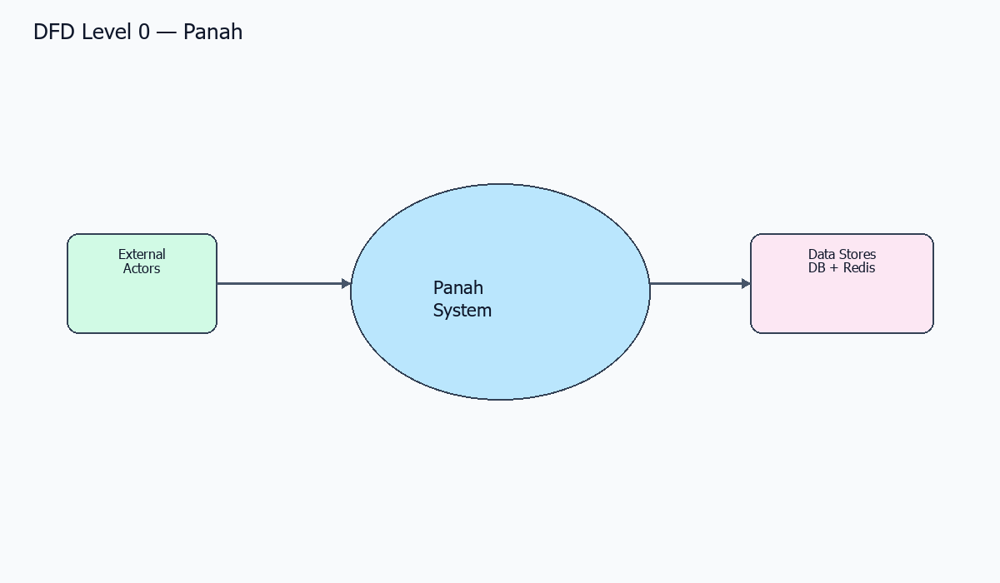 DFD Level 0 — Panah
External
Actors
Panah
System
Data Stores
DB + Redis